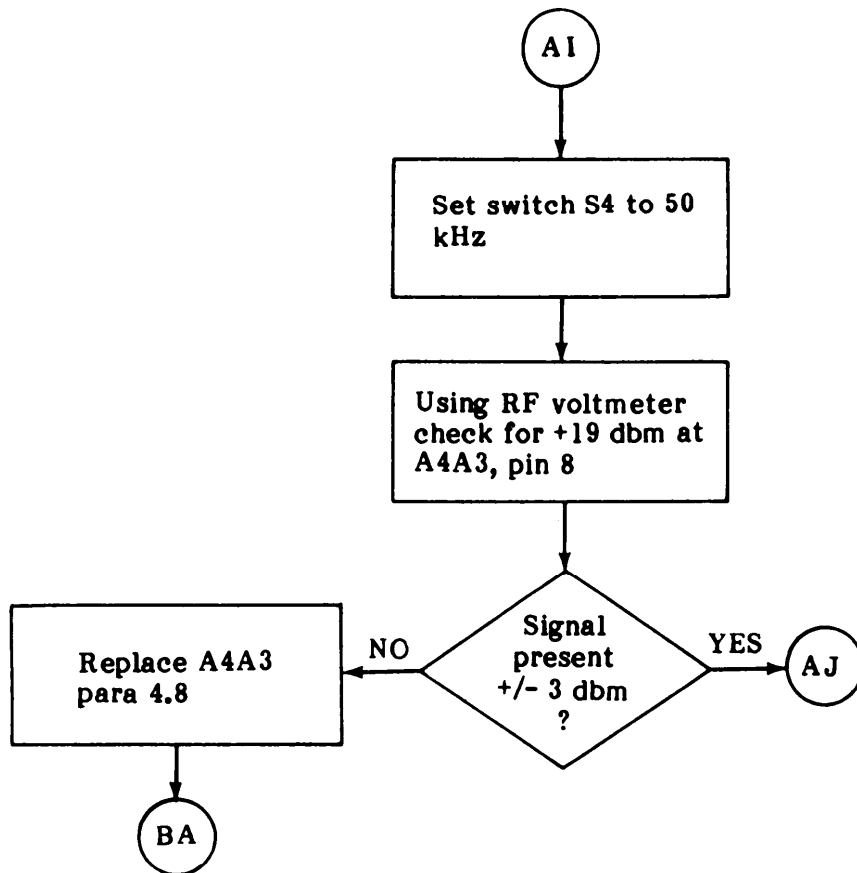 AI
Set switch S4 to 50
kHz
Using RF voltmeter
check for +19 dbm at
A4A3, pin 8
Signal
present
+/- 3 dbm
?
NO
YES
AJ
Replace A4A3
para 4.8
BA